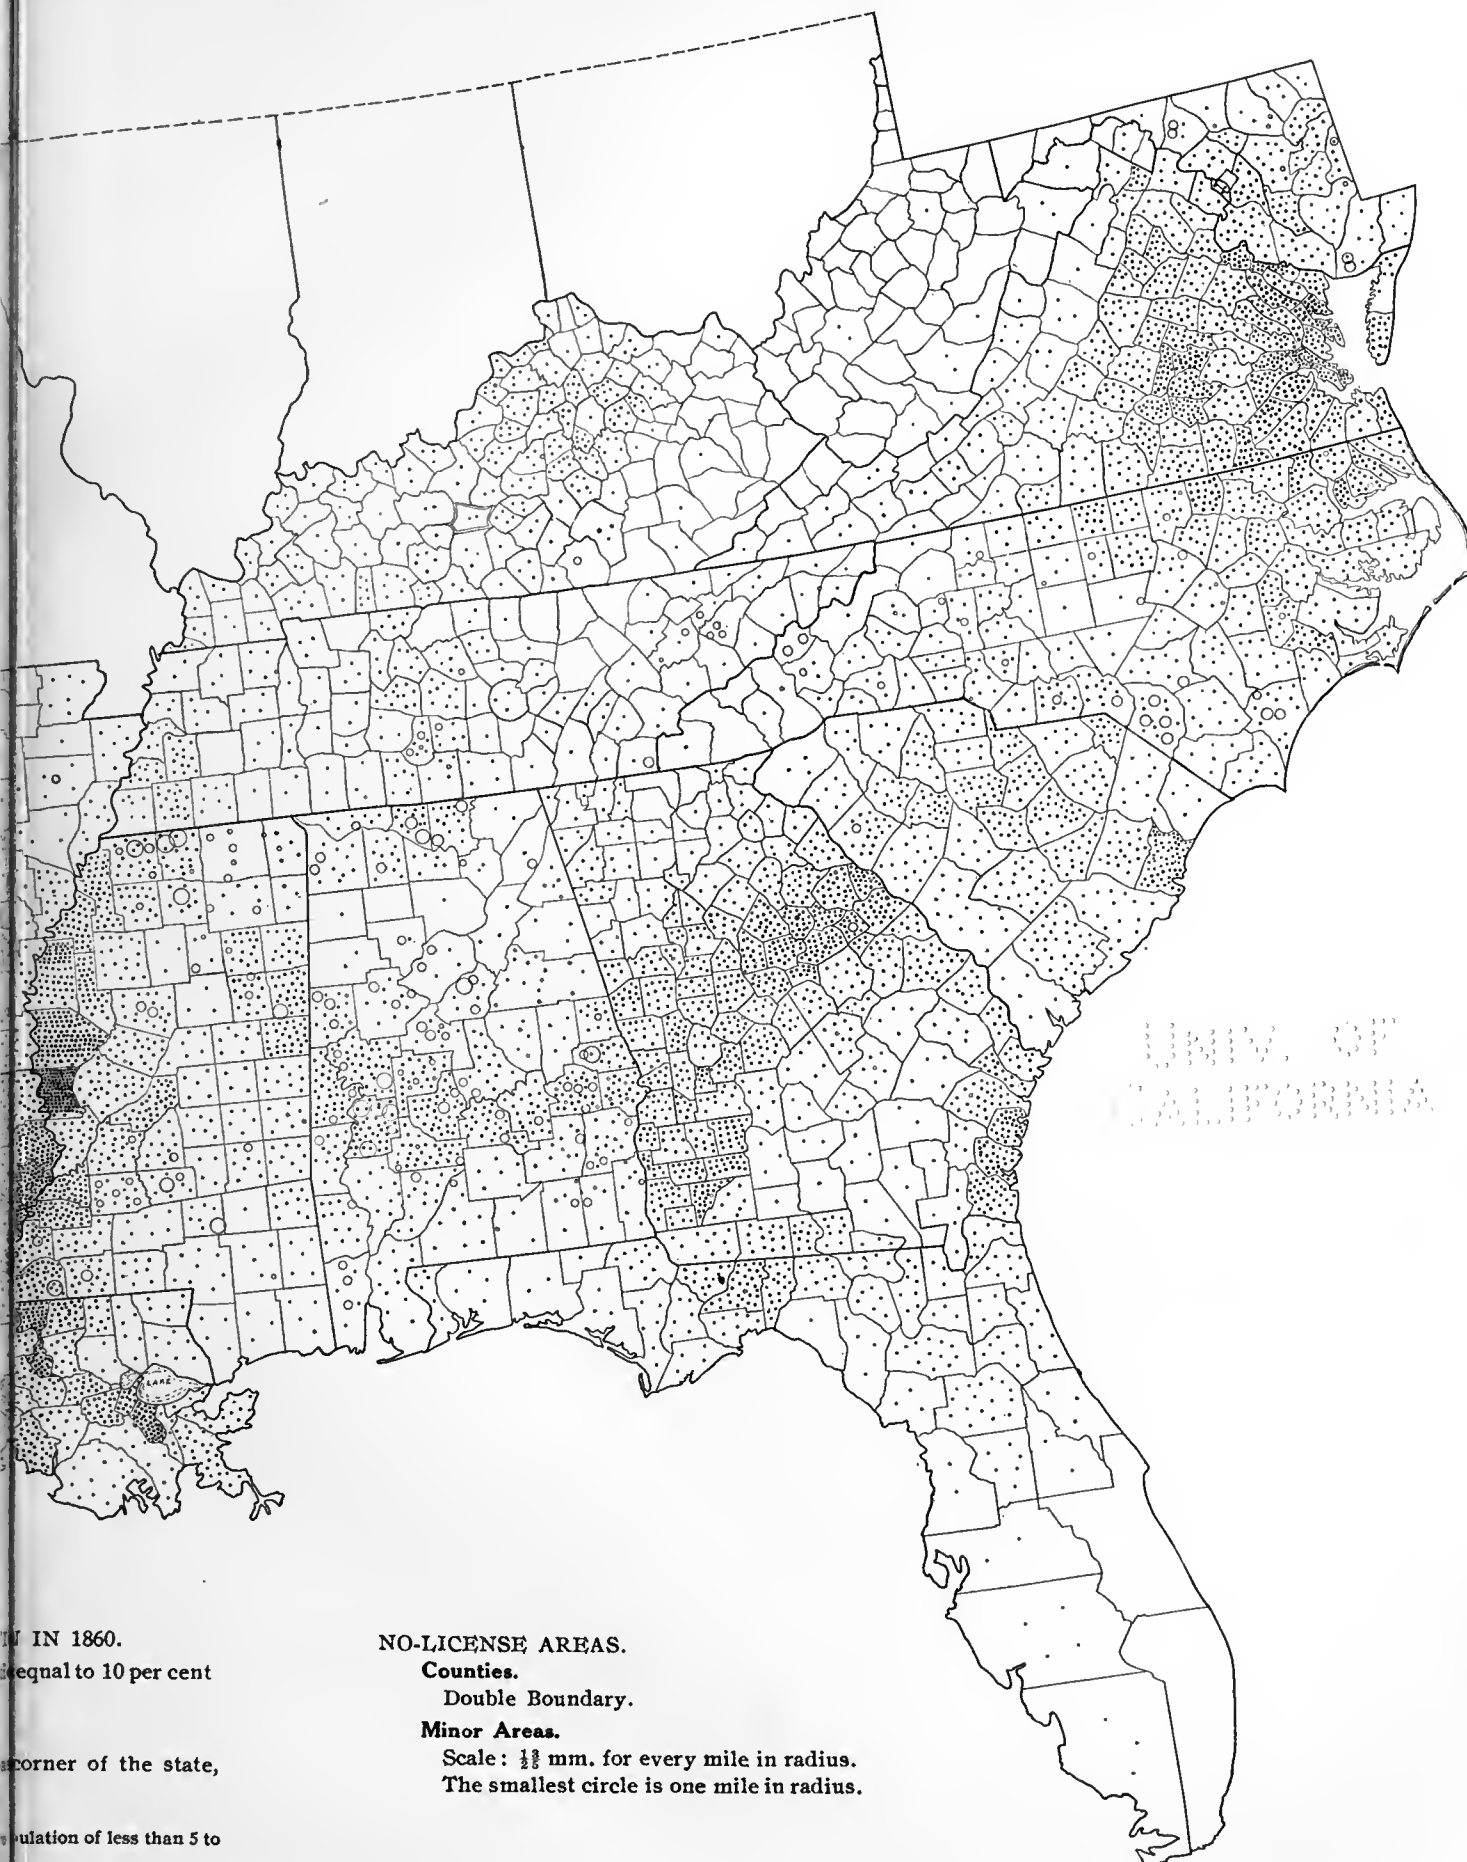 LAKE
UNIV. OF
CALIFORNIA
IN 1860.
equal to 10 per cent
corner of the state,
ulation of less than 5 to
NO-LICENSE AREAS.
Counties.
Double Boundary.
Minor Areas.
Scale: mm. for every mile in radius.
The smallest circle is one mile in radius.